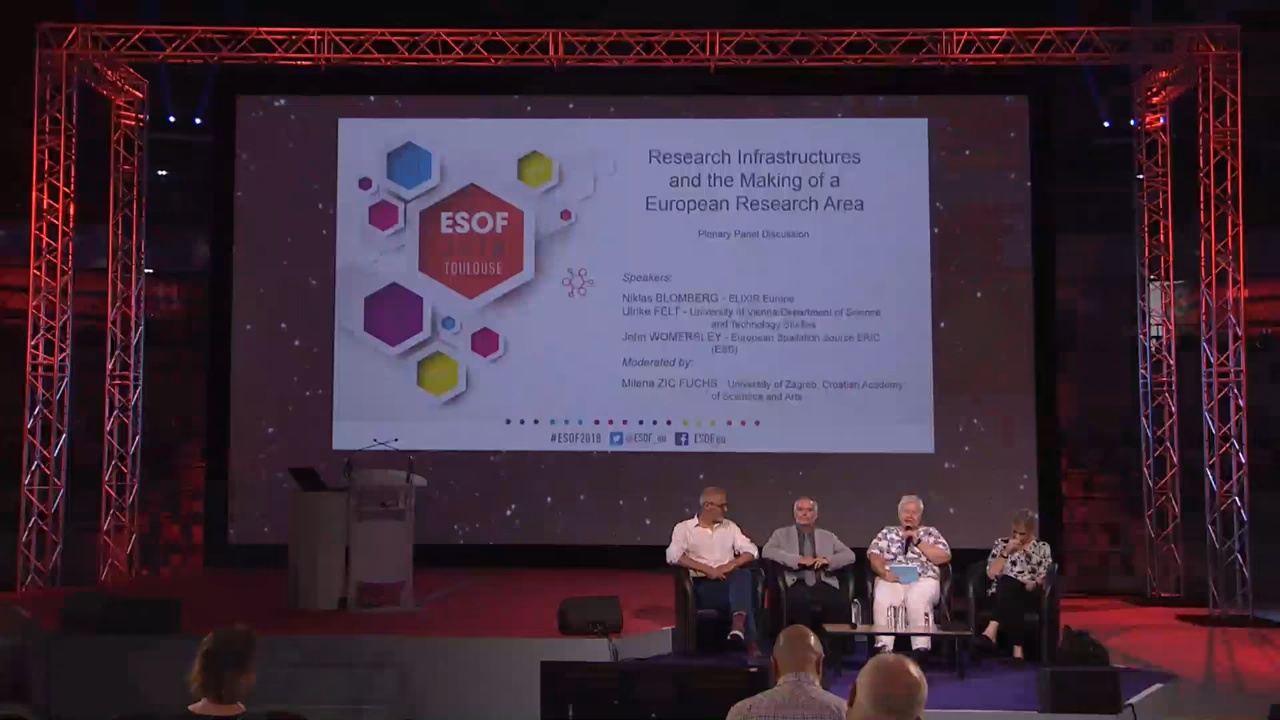 ESOF
TOULOUSE
Research Infrastructures
and the Making of a
European Research Area
Plenary Panel Discussion
Speakers:
Niklas BLOMBERG - ELIXIR Europe
Ulrike FELT - University of Vienna/Department of Science
and Technology Studies
John WOMERSLEY - European Spallation Source ERIC
(ESS)
Moderated by:
Milena ZIC FUCHS University of Zagreb, Croatian Academy
of Sciences and Arts
#ESOF2018 @ESOF_eu ESOFeu